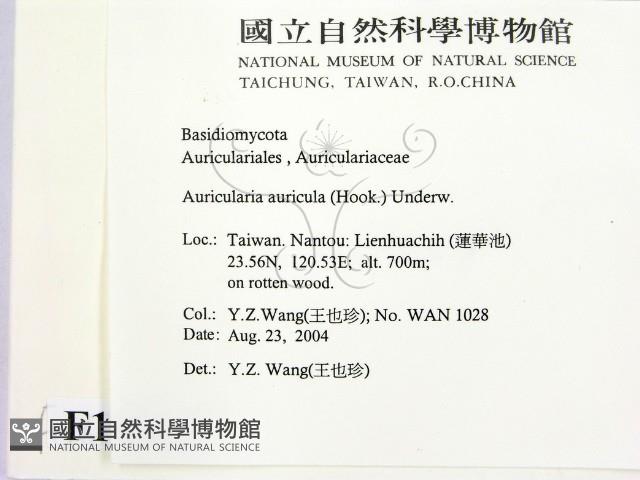 國立自然科學博物館
NATIONAL MUSEUM OF NATURAL SCIENCE
TAICHUNG, TAIWAN, R.O.CHINA
Basidiomycota
Auriculariales , Auriculariaceae
Auricularia auricula (Hook.) Underw.
Loc.: Taiwan. Nantou: Lienhuachih (蓮華池)
23.56N, 120.53E; alt. 700m;
on rotten wood.
Col.: Y.Z.Wang(王也珍); No. WAN 1028
Date: Aug. 23, 2004
Det.: Y.Z. Wang(王也珍)
F1
國立自然科學博物館
NATIONAL MUSEUM OF NATURAL SCIENCE